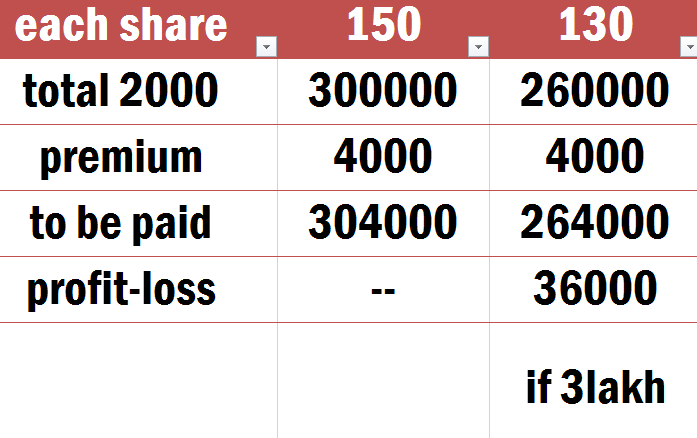 each share 150 130
total 2000 300000 260000
premium 4000 4000
to be paid 304000 264000
profit-loss -- 36000
if 3lakh